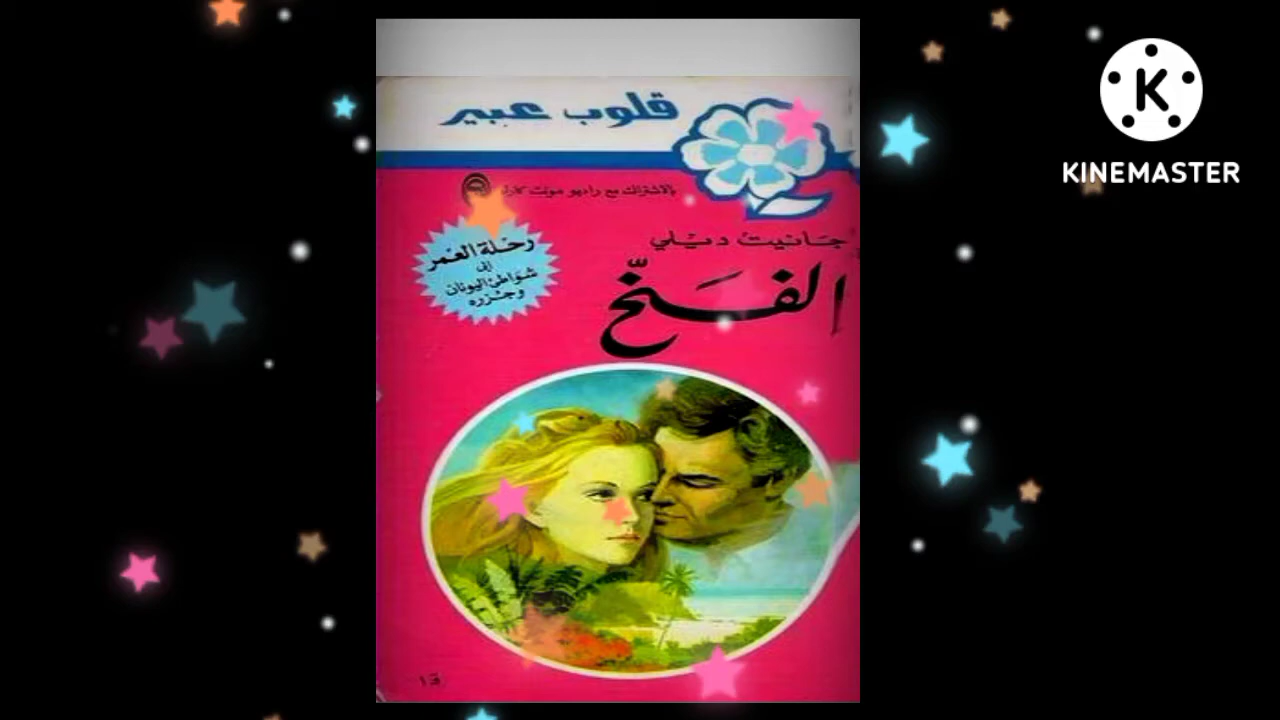 قلوب عبير
بالاشتراك مع راديو مونت كارلو
جانيت ديلي
الفخّ
رحلة العمر
إلى
شواطئ اليونان
وجزره
KINEMASTER